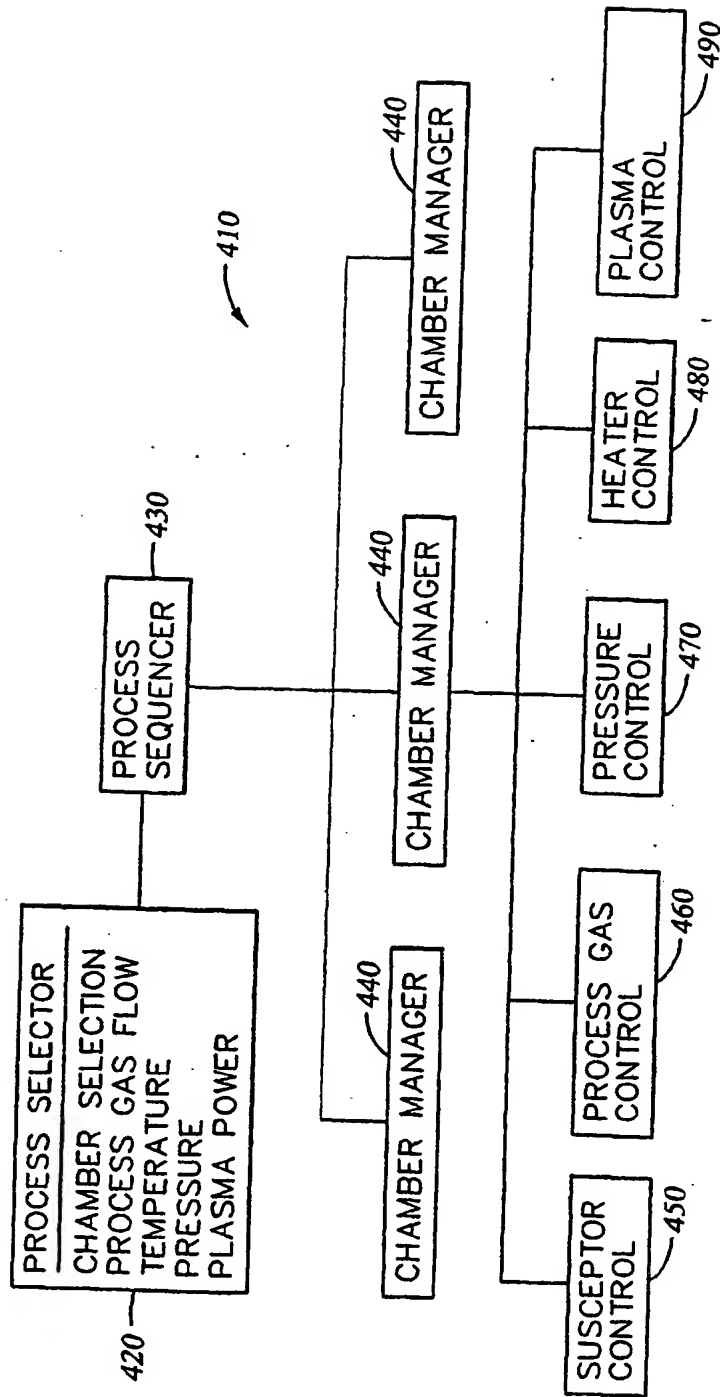 PROCESS SELECTOR
CHAMBER SELECTION
PROCESS GAS FLOW
TEMPERATURE
PRESSURE
PLASMA POWER
420
PROCESS
SEQUENCER
430
410
CHAMBER MANAGER
440
CHAMBER MANAGER
440
CHAMBER MANAGER
440
SUSCEPTOR
CONTROL
450
PROCESS GAS
CONTROL
460
PRESSURE
CONTROL
470
HEATER
CONTROL
480
PLASMA
CONTROL
490